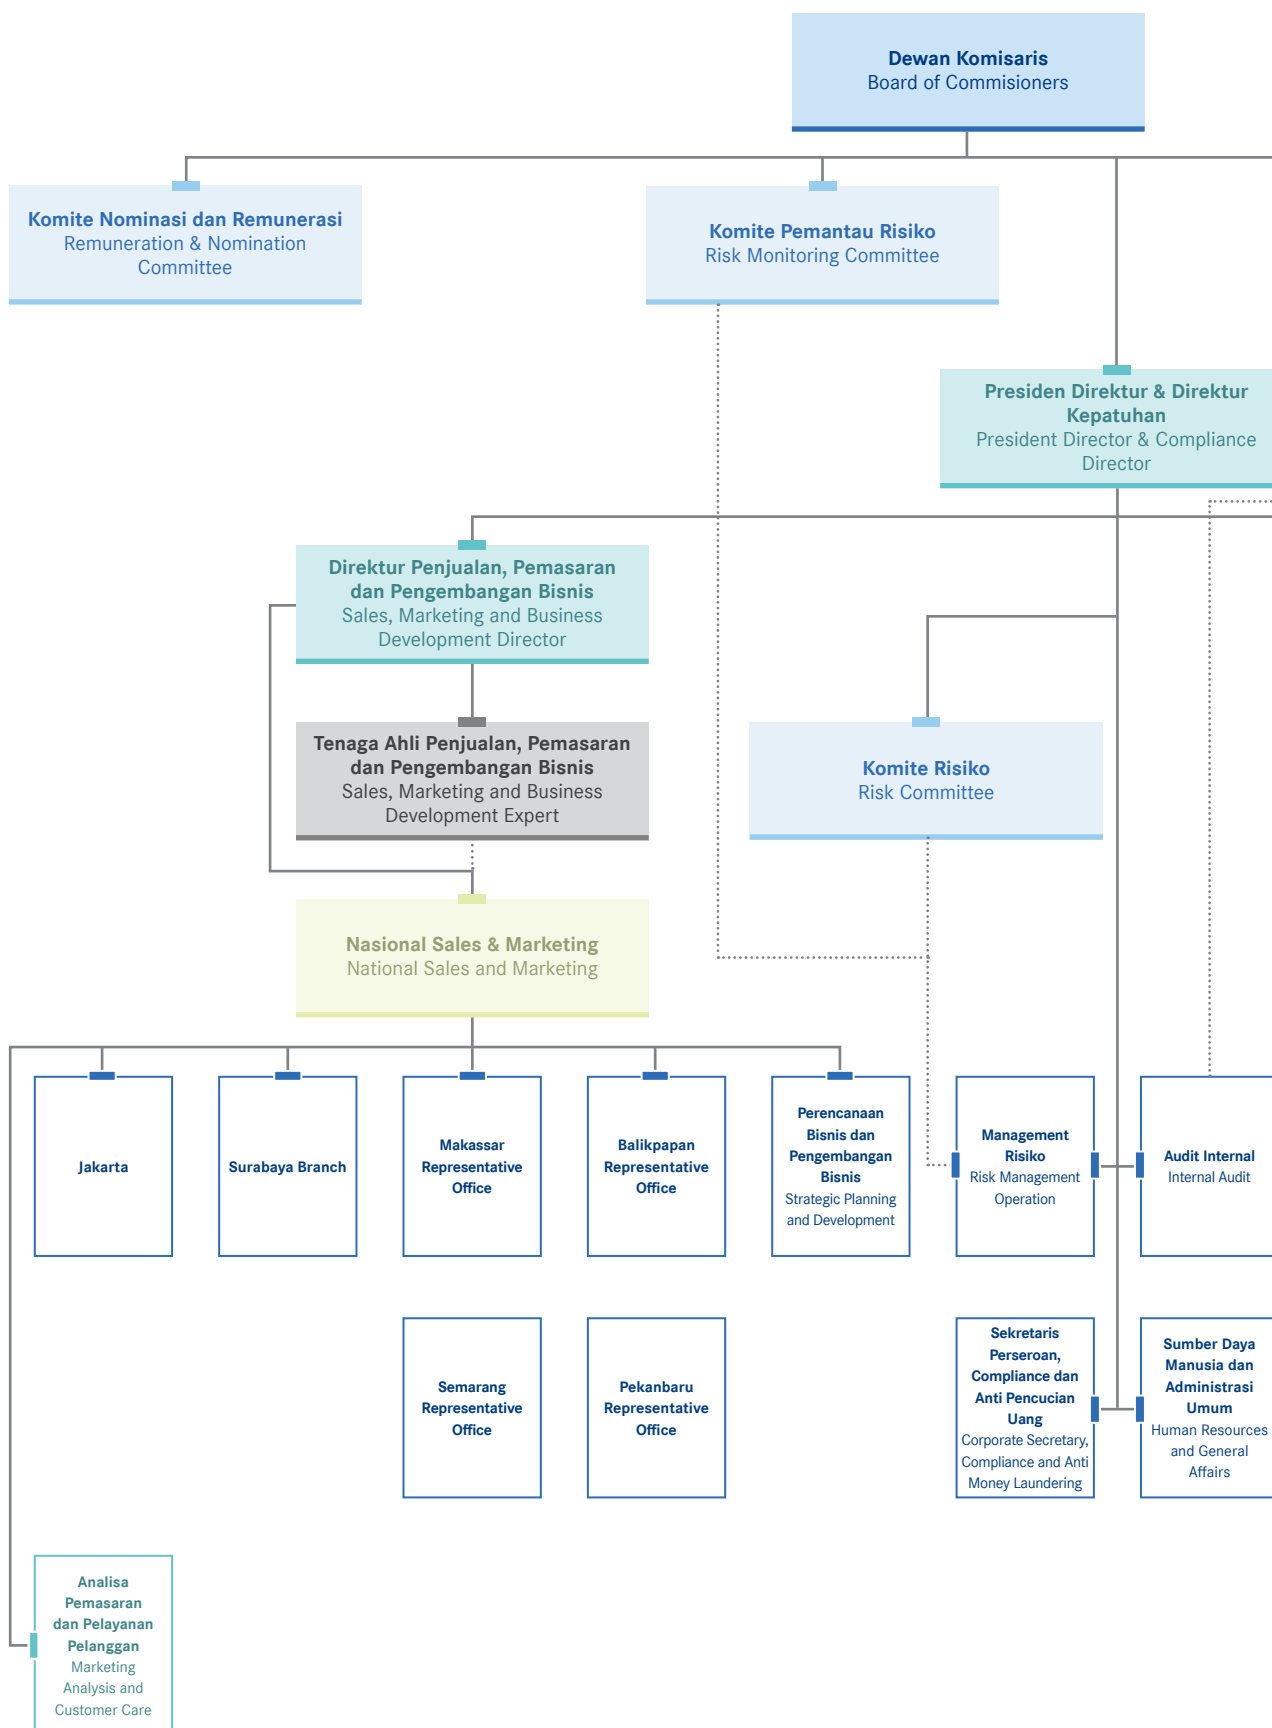 Dewan Komisaris
Board of Commisioners
Komite Nominasi dan Remunerasi
Remuneration & Nomination
Committee
Komite Pemantau Risiko
Risk Monitoring Committee
Presiden Direktur & Direktur
Kepatuhan
President Director & Compliance
Director
Direktur Penjualan, Pemasaran
dan Pengembangan Bisnis
Sales, Marketing and Business
Development Director
Tenaga Ahli Penjualan, Pemasaran
dan Pengembangan Bisnis
Sales, Marketing and Business
Development Expert
Komite Risiko
Risk Committee
Nasional Sales & Marketing
National Sales and Marketing
Jakarta
Surabaya Branch
Makassar
Representative
Office
Balikpapan
Representative
Office
Perencanaan
Bisnis dan
Pengembangan
Bisnis
Strategic Planning
and Development
Management
Risiko
Risk Management
Operation
Audit Internal
Internal Audit
Semarang
Representative
Office
Pekanbaru
Representative
Office
Sekretaris
Perseroan,
Compliance dan
Anti Pencucian
Uang
Corporate Secretary,
Compliance and Anti
Money Laundering
Sumber Daya
Manusia dan
Administrasi
Umum
Human Resources
and General
Affairs
Analisa
Pemasaran
dan Pelayanan
Pelanggan
Marketing
Analysis and
Customer Care